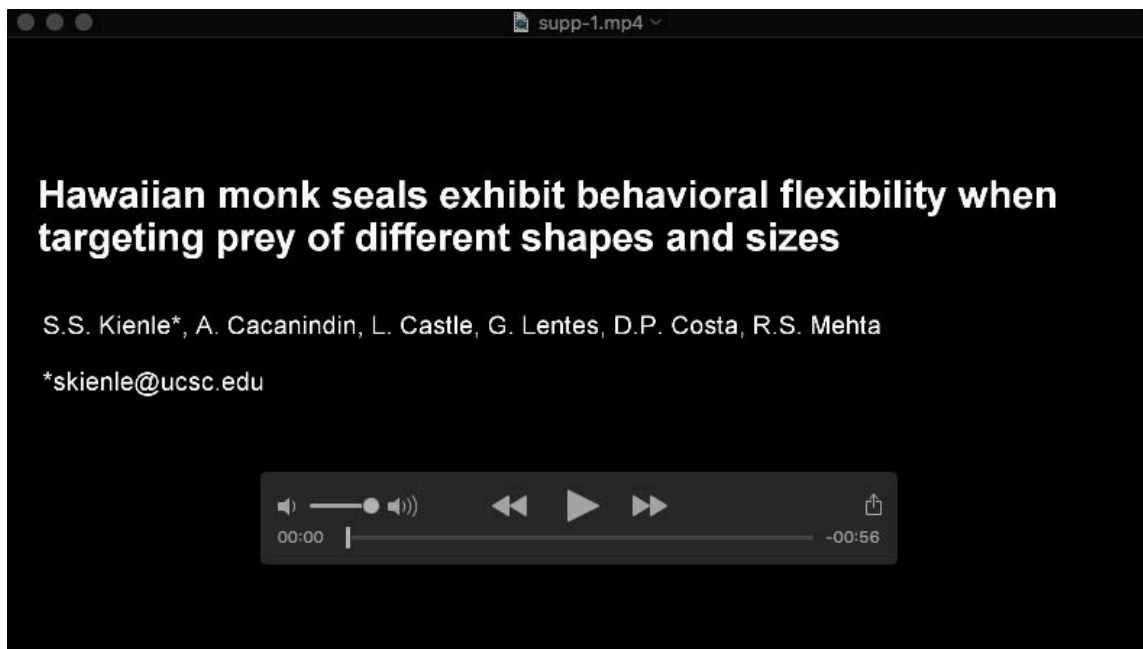 supp-1.mp4
Hawaiian monk seals exhibit behavioral flexibility when
targeting prey of different shapes and sizes
S.S. Kienle*, A. Cacanindin, L. Castle, G. Lentes, D.P. Costa, R.S. Mehta
*skienle@ucsc.edu
00:00 -00:56